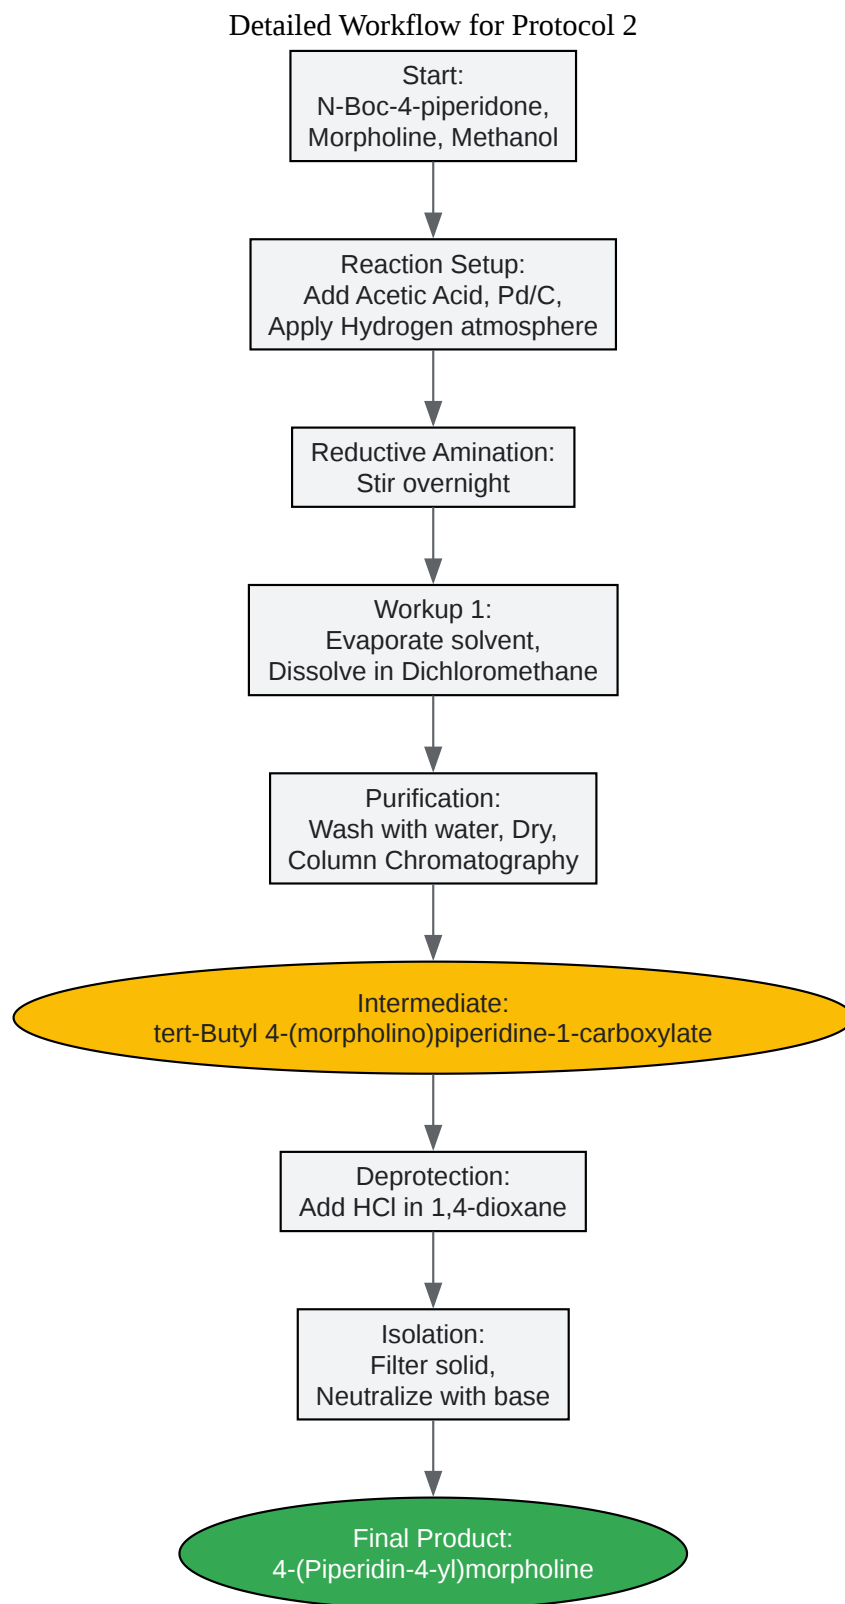 Detailed Workflow for Protocol 2
Start:
N-Boc-4-piperidone,
Morpholine, Methanol
Reaction Setup:
Add Acetic Acid, Pd/C,
Apply Hydrogen atmosphere
Reductive Amination:
Stir overnight
Workup 1:
Evaporate solvent,
Dissolve in Dichloromethane
Purification:
Wash with water, Dry,
Column Chromatography
Intermediate:
tert-Butyl 4-(morpholino)piperidine-1-carboxylate
Deprotection:
Add HCl in 1,4-dioxane
Isolation:
Filter solid,
Neutralize with base
Final Product:
4-(Piperidin-4-yl)morpholine